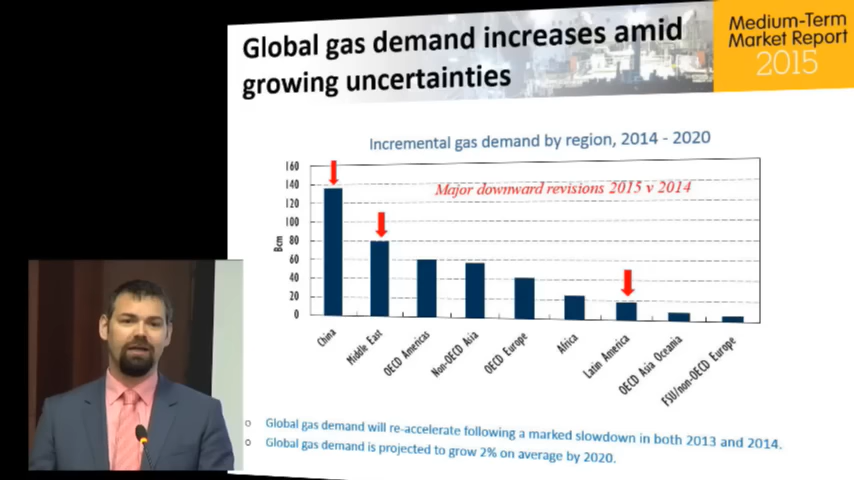 Global gas demand increases amid
growing uncertainties
Medium-Term
Market Report
2015
Incremental gas demand by region, 2014 - 2020
Major downward revisions 2015 v 2014
Bcm
160
140
120
100
80
60
40
20
0
China
Middle East
OECD Americas
Non-OECD Asia
OECD Europe
Africa
Latin America
OECD Asia Oceania
FSU/non-OECD Europe
Global gas demand will re-accelerate following a marked slowdown in both 2013 and 2014.
Global gas demand is projected to grow 2% on average by 2020.